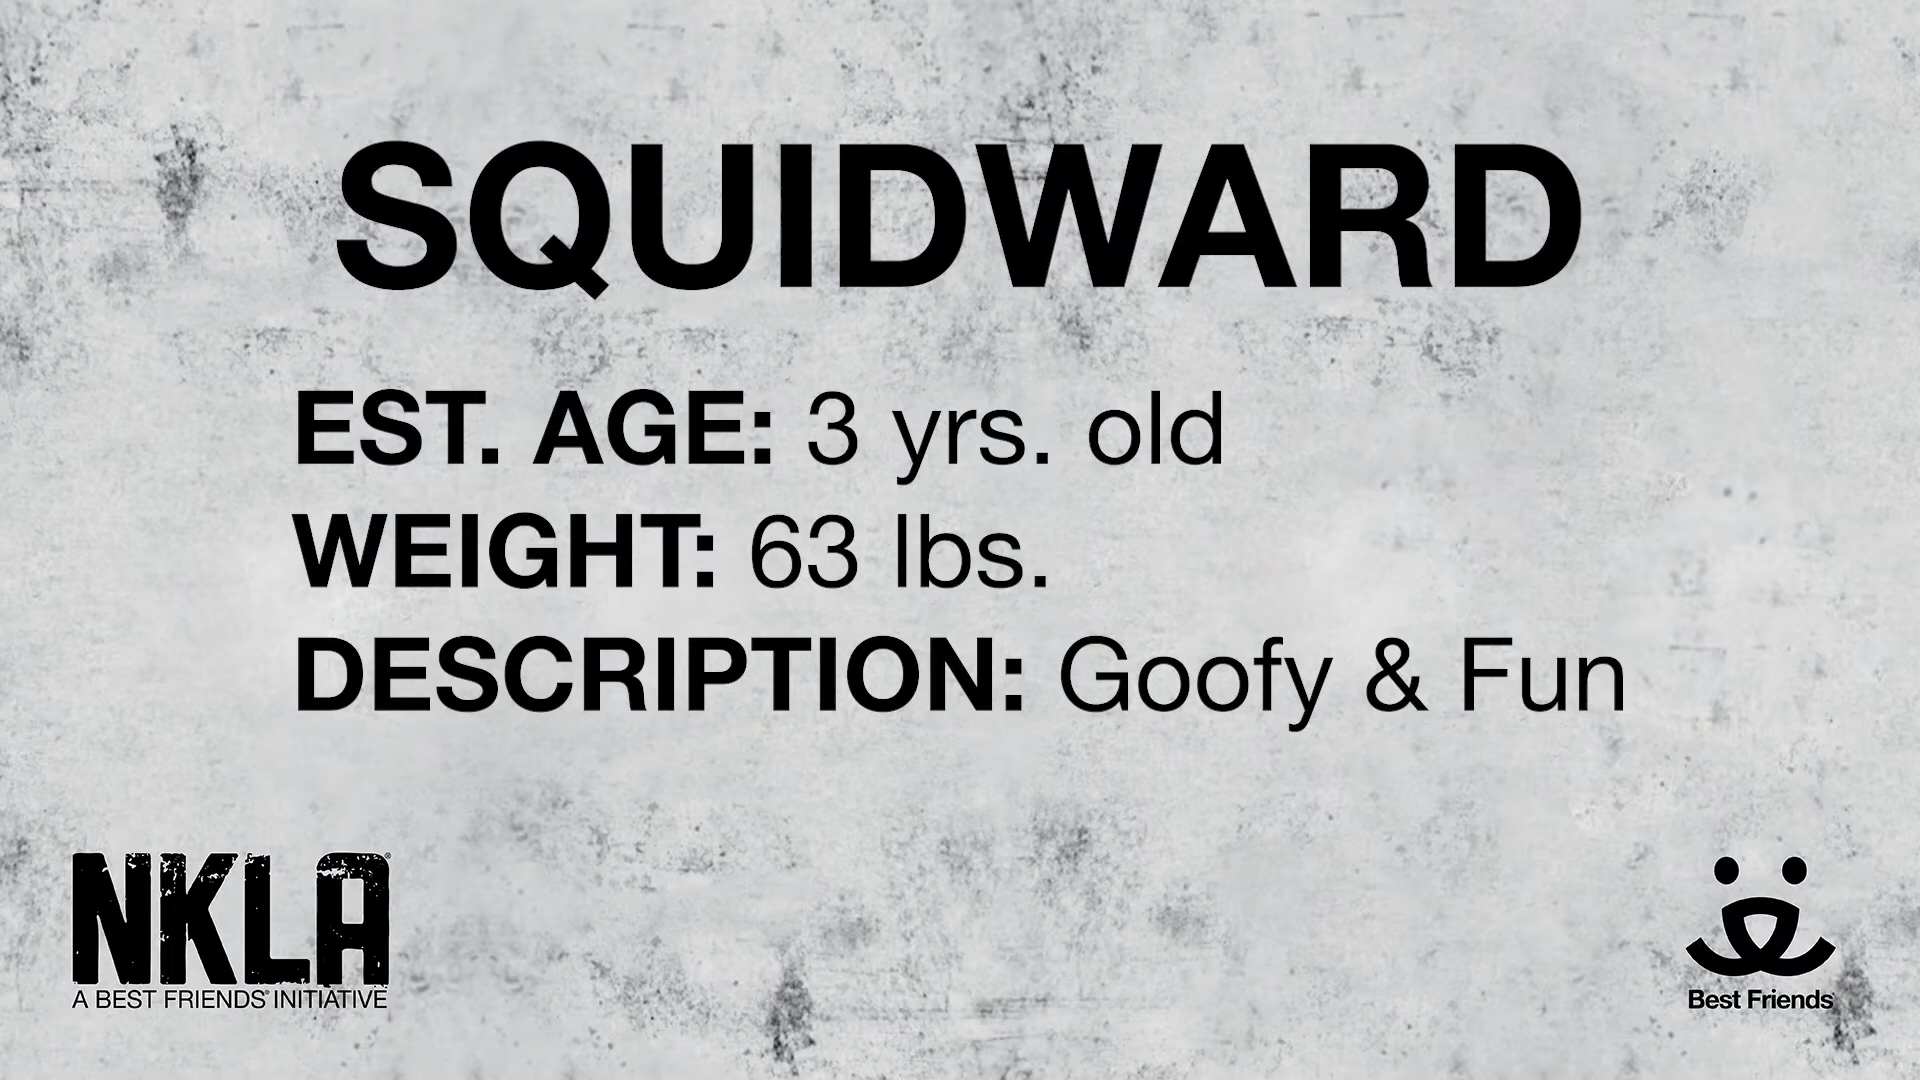 SQUIDWARD
EST. AGE: 3 yrs. old
WEIGHT: 63 lbs.
DESCRIPTION: Goofy & Fun
NKLA®
A BEST FRIENDS® INITIATIVE
Best Friends